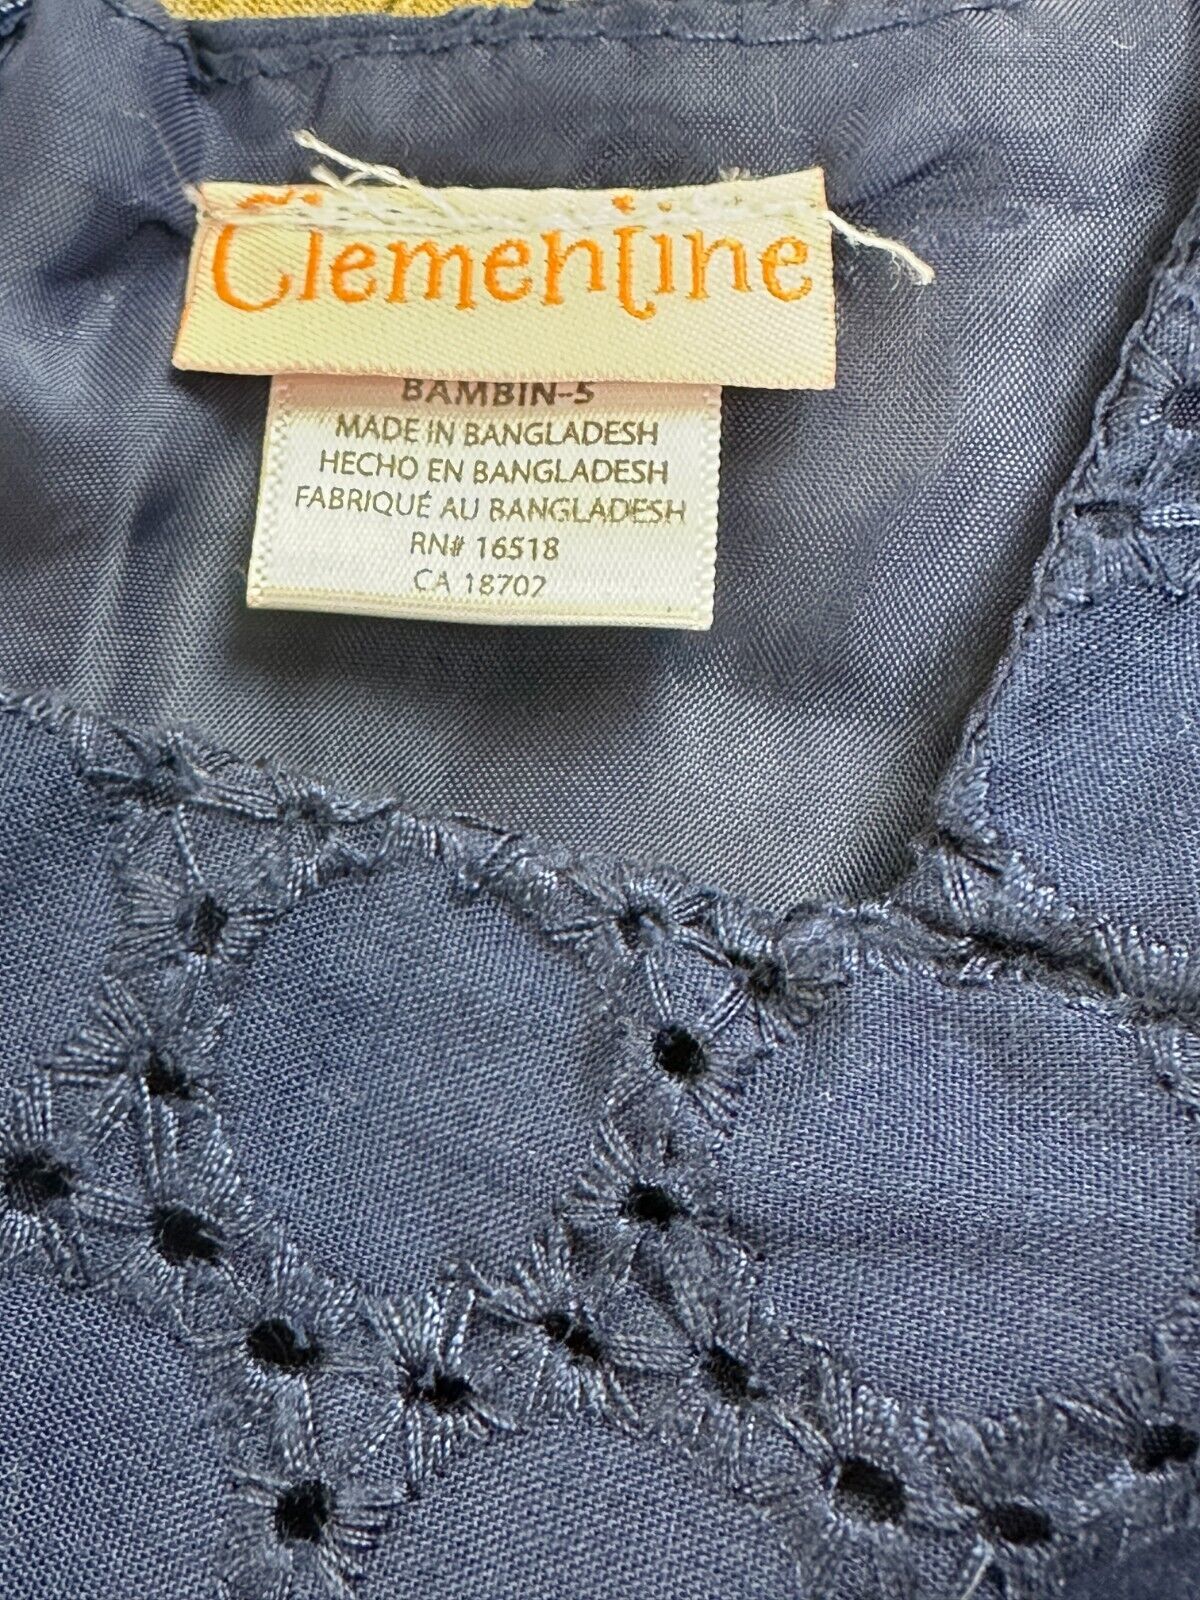 Clementine
BAMBIN-5
MADE IN BANGLADESH
HECHO EN BANGLADESH
FABRIQUÉ AU BANGLADESH
RN# 16518
CA 18702